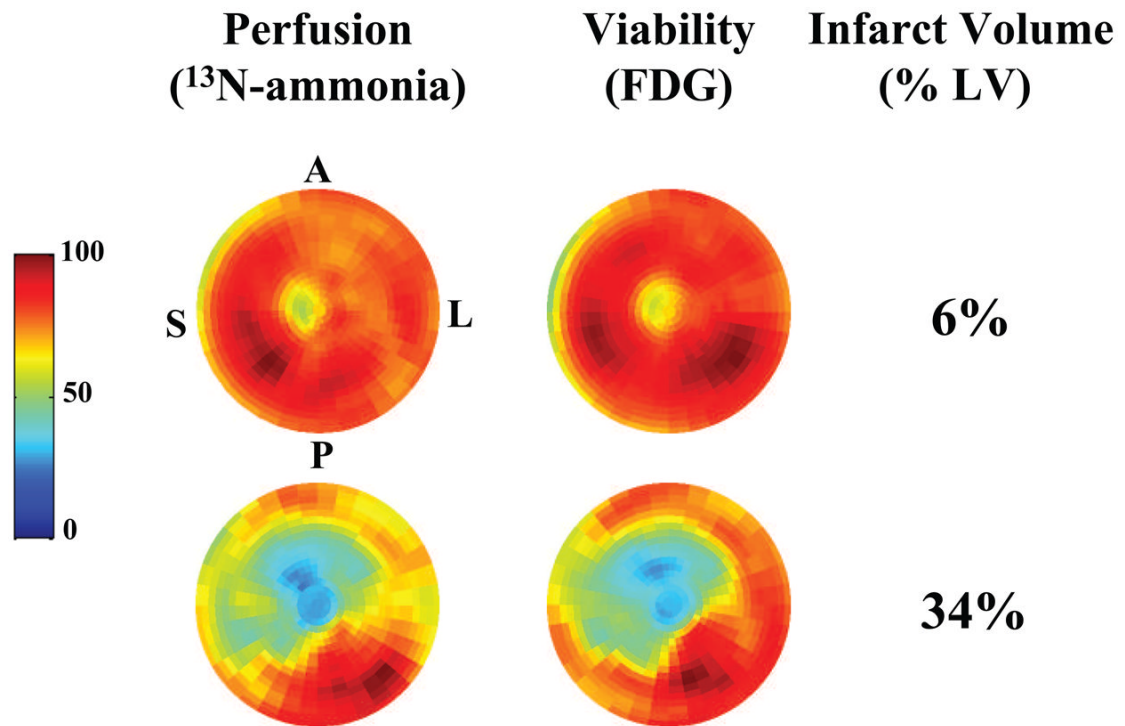 Perfusion
(¹³N-ammonia)
Viability
(FDG)
Infarct Volume
(% LV)
A
100
50
0
S
L
P
6%
34%